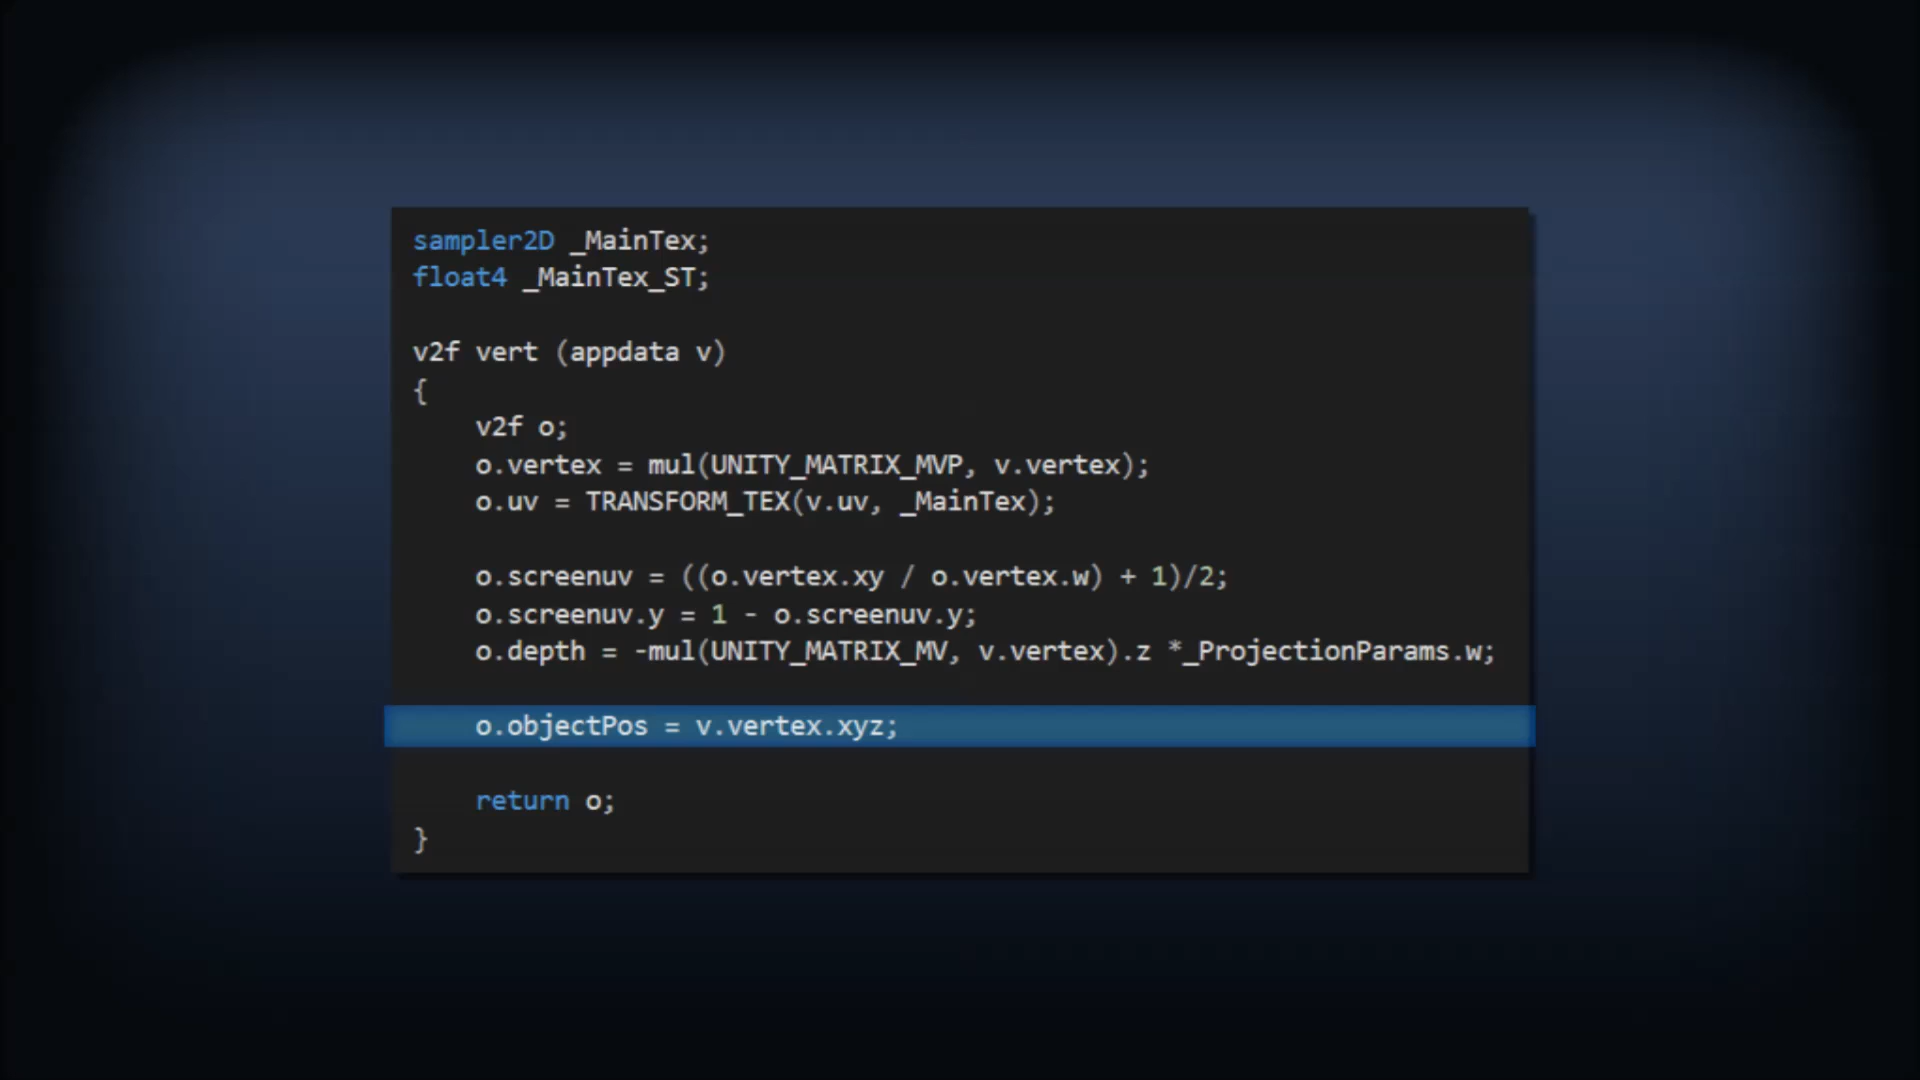 sampler2D _MainTex;
float4 _MainTex_ST;
v2f vert (appdata v)
{
v2f o;
o.vertex = mul(UNITY_MATRIX_MVP, v.vertex);
o.uv = TRANSFORM_TEX(v.uv, _MainTex);
o.screenuv = ((o.vertex.xy / o.vertex.w) + 1)/2;
o.screenuv.y = 1 - o.screenuv.y;
o.depth = -mul(UNITY_MATRIX_MV, v.vertex).z *_ProjectionParams.w;
o.objectPos = v.vertex.xyz;
return o;
}